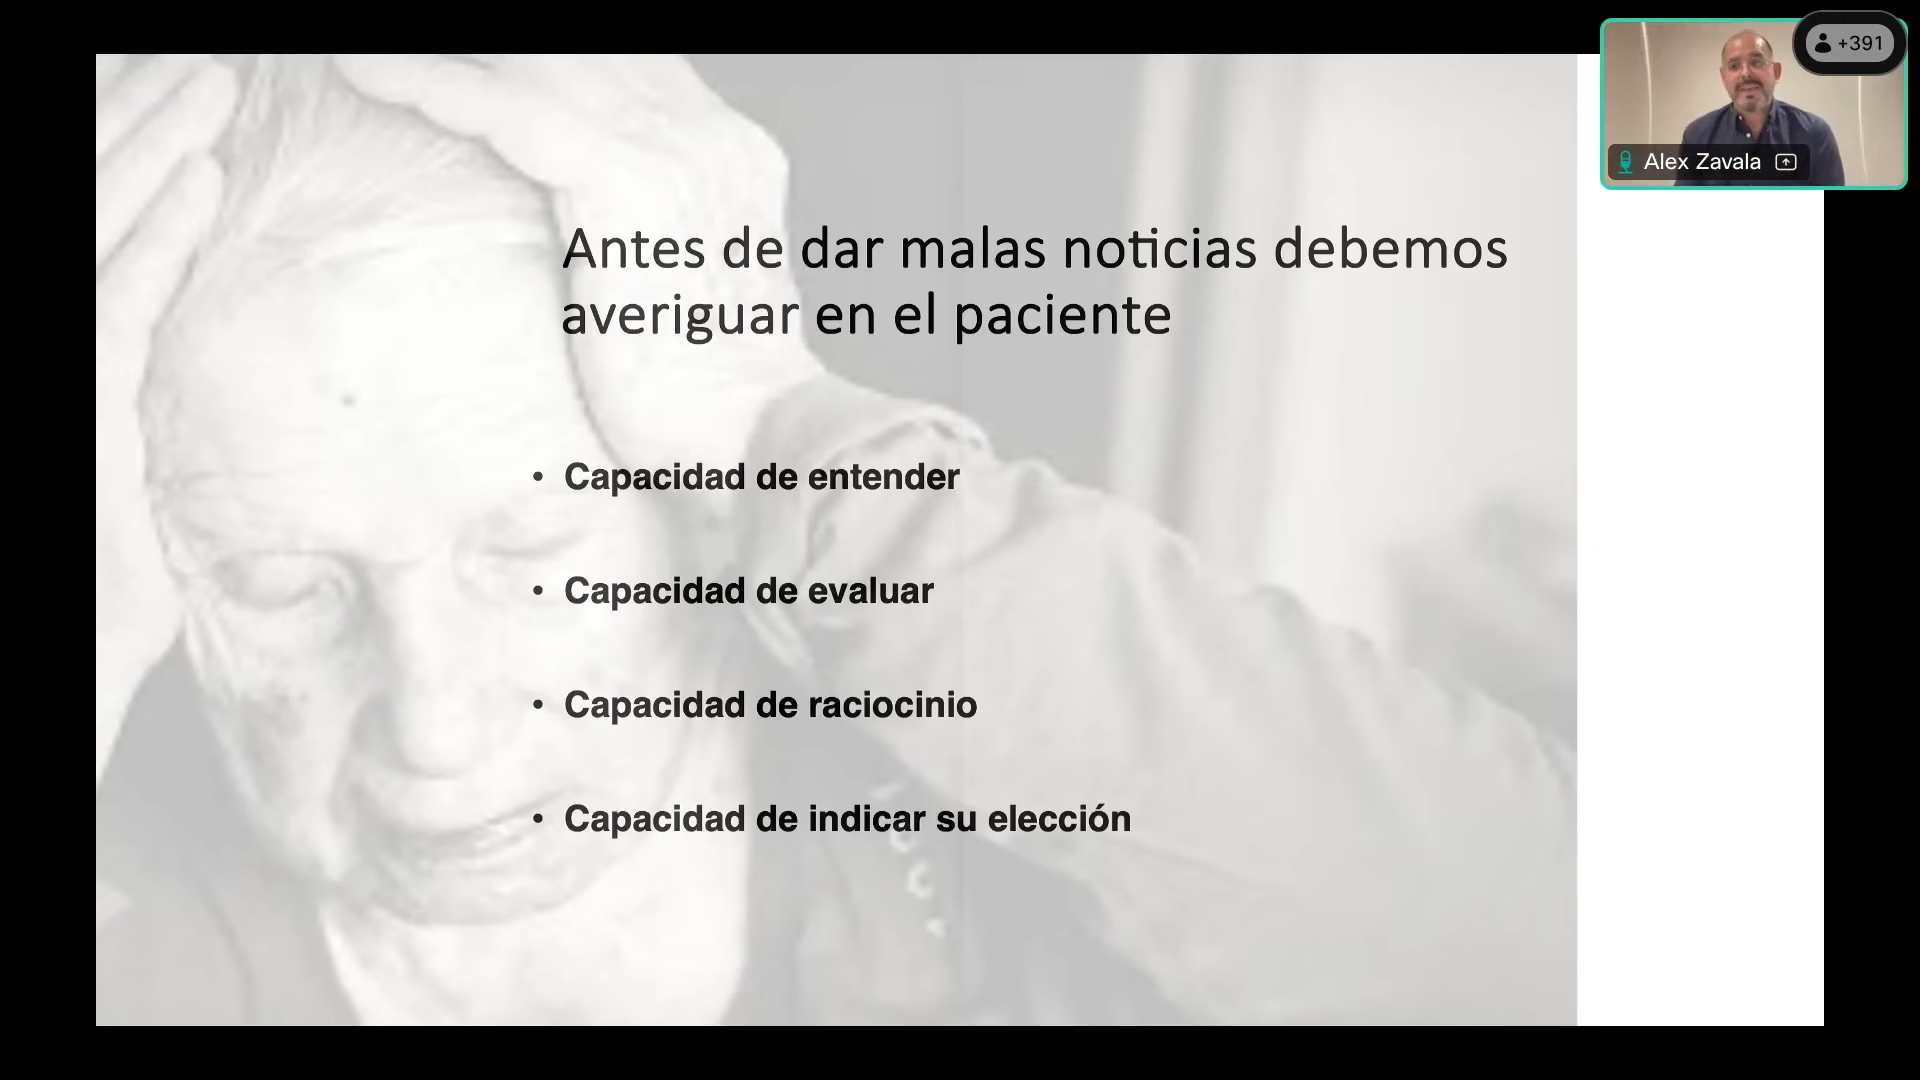 +391
Alex Zavala
Antes de dar malas noticias debemos
averiguar en el paciente
• Capacidad de entender
• Capacidad de evaluar
• Capacidad de raciocinio
• Capacidad de indicar su elección